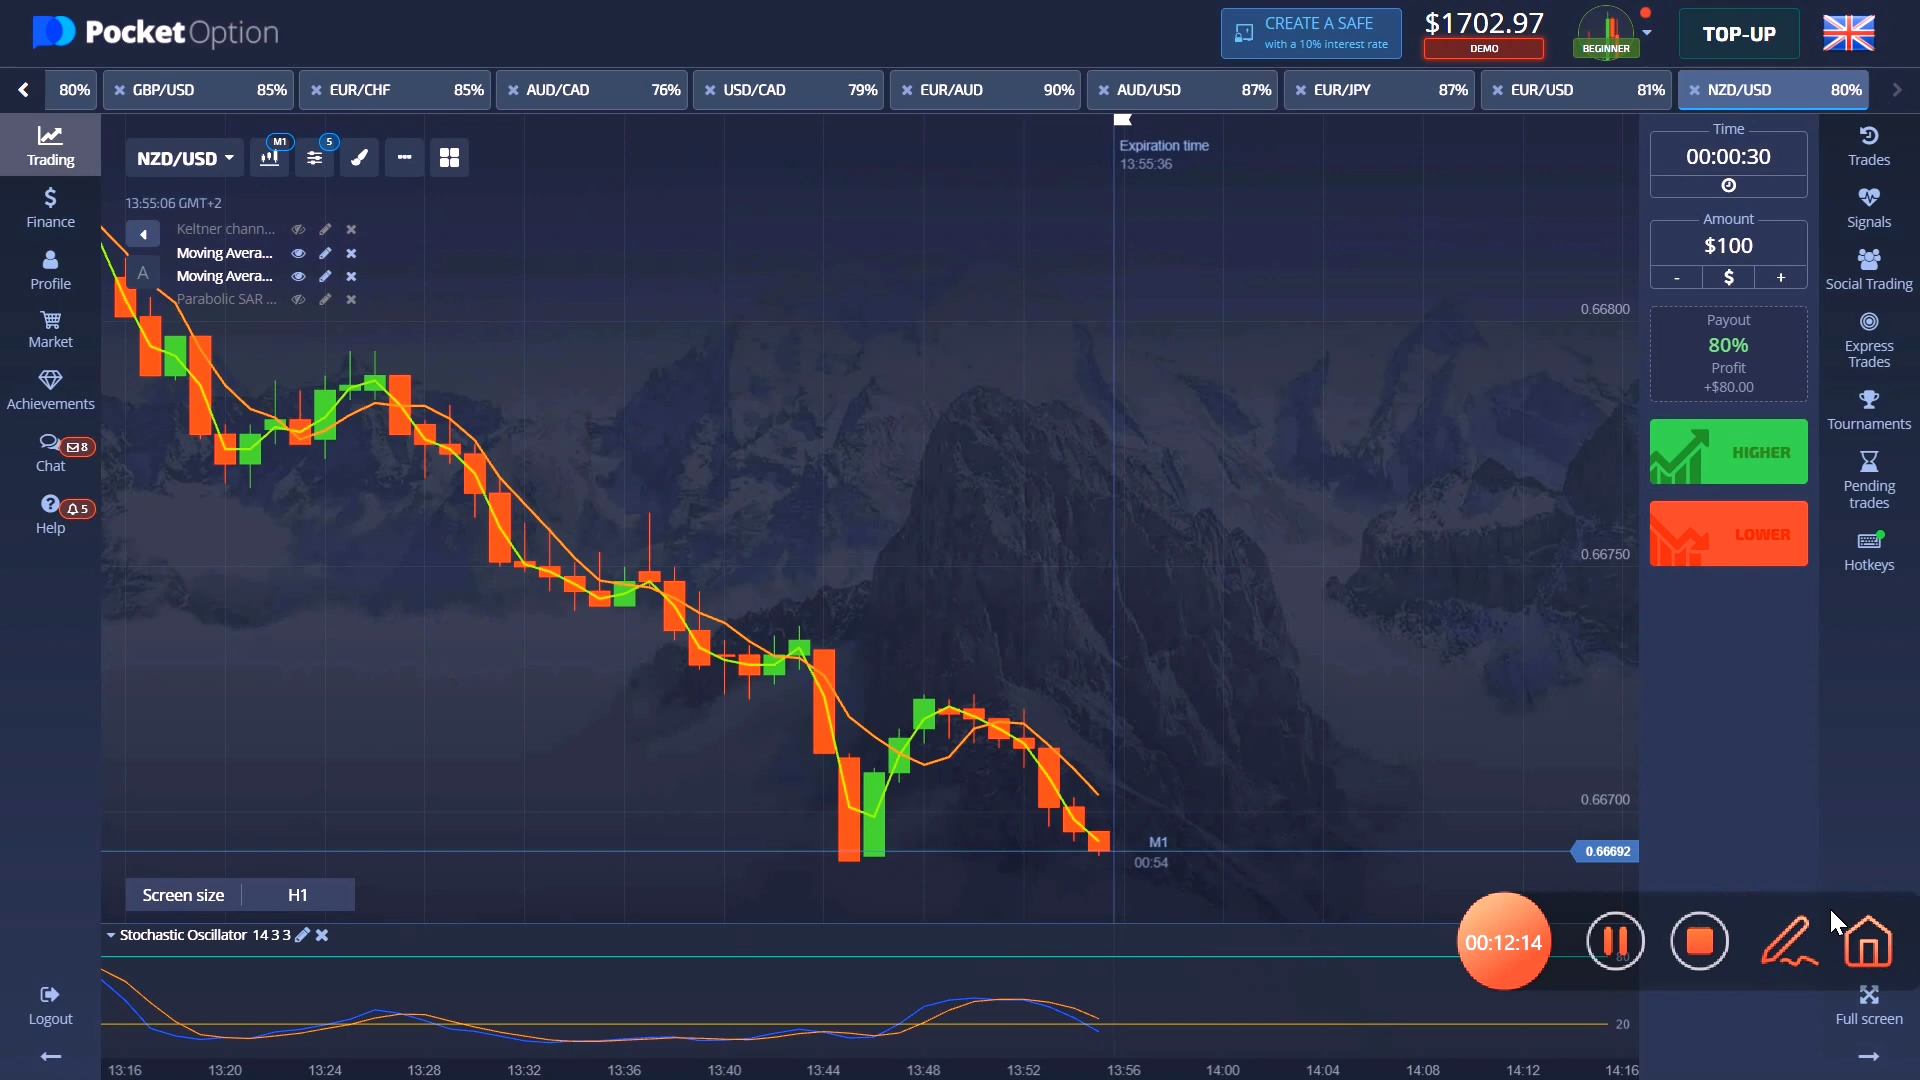 PocketOption
CREATE A SAFE
with a 10% interest rate
$1702.97
DEMO
BEGINNER
TOP-UP
80%
GBP/USD 85%
EUR/CHF 85%
AUD/CAD 76%
USD/CAD 79%
EUR/AUD 90%
AUD/USD 87%
EUR/JPY 87%
EUR/USD 81%
NZD/USD 80%
Trading
Finance
Profile
Market
Achievements
Chat
8
Help
5
Logout
NZD/USD
M1
5
13:55:06 GMT+2
Keltner chann...
Moving Avera...
A
Moving Avera...
Parabolic SAR ...
Expiration time
13:55:36
0.66800
0.66750
0.66700
0.66692
M1
00:54
Screen size H1
Stochastic Oscillator 14 3 3
80
20
13:16 13:20 13:24 13:28 13:32 13:36 13:40 13:44 13:48 13:52 13:56 14:00 14:04 14:08 14:12 14:16
Time
00:00:30
Amount
$100
- $ +
Payout
80%
Profit
+$80.00
HIGHER
LOWER
Trades
Signals
Social Trading
Express
Trades
Tournaments
Pending
trades
Hotkeys
00:12:14
Full screen